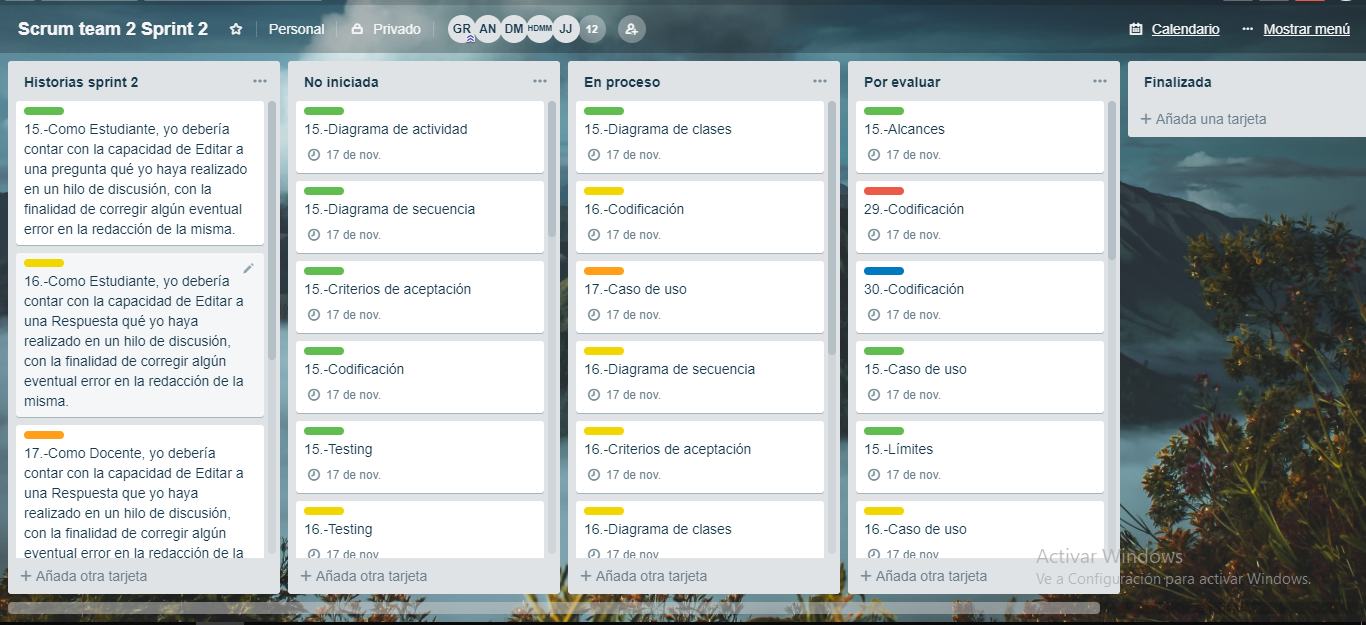 Scrum team 2 Sprint 2
Personal
Privado
GR AN DM HDMM JJ 12
Calendario
Mostrar menú
Historias sprint 2
15.-Como Estudiante, yo debería
contar con la capacidad de Editar a
una pregunta qué yo haya realizado
en un hilo de discusión, con la
finalidad de corregir algún eventual
error en la redacción de la misma.
16.-Como Estudiante, yo debería
contar con la capacidad de Editar a
una Respuesta qué yo haya
realizado en un hilo de discusión,
con la finalidad de corregir algún
eventual error en la redacción de la
misma.
17.-Como Docente, yo debería
contar con la capacidad de Editar a
una Respuesta que yo haya
realizado en un hilo de discusión,
con la finalidad de corregir algún
eventual error en la redacción de la
+ Añada otra tarjeta
No iniciada
15.-Diagrama de actividad
17 de nov.
15.-Diagrama de secuencia
17 de nov.
15.-Criterios de aceptación
17 de nov.
15.-Codificación
17 de nov.
15.-Testing
17 de nov.
16.-Testing
17 de nov
+ Añada otra tarjeta
En proceso
15.-Diagrama de clases
17 de nov.
16.-Codificación
17 de nov.
17.-Caso de uso
17 de nov.
16.-Diagrama de secuencia
17 de nov.
16.-Criterios de aceptación
17 de nov.
16.-Diagrama de clases
17 de nov
+ Añada otra tarjeta
Por evaluar
15.-Alcances
17 de nov.
29.-Codificación
17 de nov.
30.-Codificación
17 de nov.
15.-Caso de uso
17 de nov.
15.-Límites
17 de nov.
16.-Caso de uso
17 de nov
+ Añada otra tarjeta
Finalizada
+ Añada una tarjeta
Activar Windows
Ve a Configuración para activar Windows.